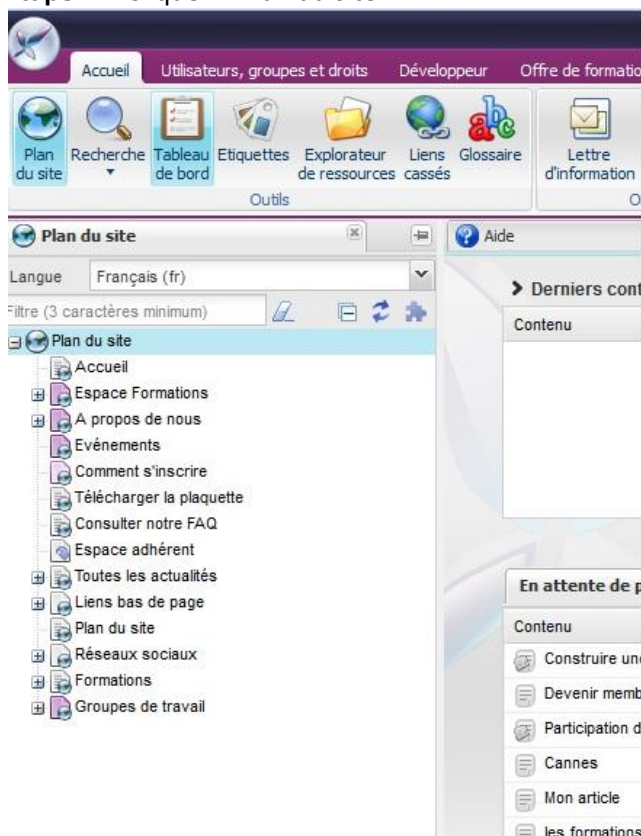 Accueil Utilisateurs, groupes et droits Développeur Offre de formatio
Plan du site
Recherche
Tableau de bord
Etiquettes
Explorateur de ressources
Liens cassés
Glossaire
Lettre d'information
Outils
Plan du site
Aide
Langue Français (fr)
Filtre (3 caractères minimum)
Plan du site
Accueil
Espace Formations
A propos de nous
Evénements
Comment s'inscrire
Télécharger la plaquette
Consulter notre FAQ
Espace adhérent
Toutes les actualités
Liens bas de page
Plan du site
Réseaux sociaux
Formations
Groupes de travail
Derniers cont
Contenu
En attente de p
Contenu
Construire une
Devenir memb
Participation d
Cannes
Mon article
les formations